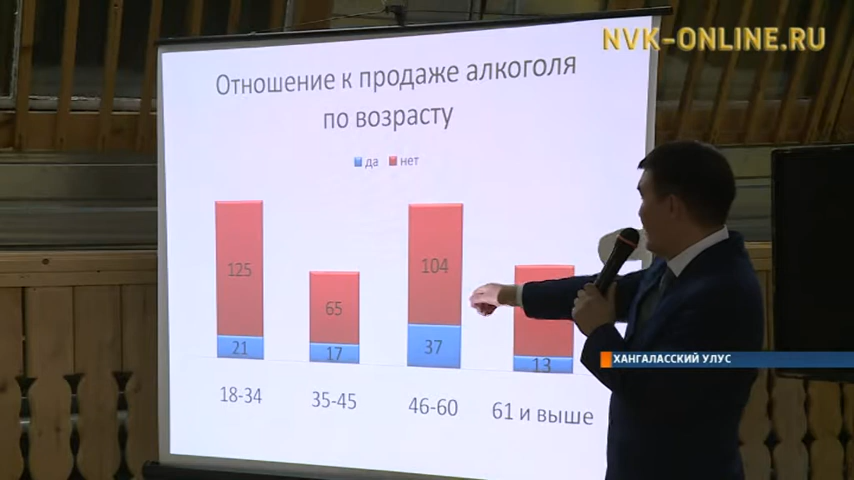 NVK-ONLINE.RU
Отношение к продаже алкоголя
по возрасту
да нет
125 65 104
21 17 37 13
18-34 35-45 46-60 61 и выше
ХАНГАЛАССКИЙ УЛУС